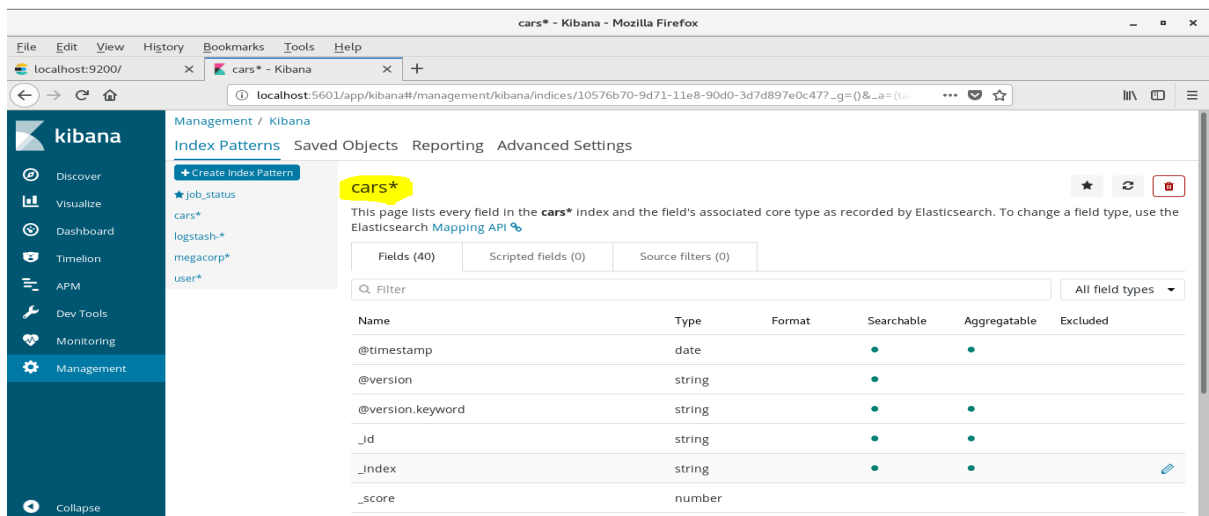 cars* - Kibana - Mozilla Firefox
File Edit View History Bookmarks Tools Help
localhost:9200/
cars* - Kibana
localhost:5601/app/kibana#/management/kibana/indices/10576b70-9d71-11e8-90d0-3d7d897e0c47?_g=()&_a=(ta
kibana
Discover
Visualize
Dashboard
Timelion
APM
Dev Tools
Monitoring
Management
Collapse
Management / Kibana
Index Patterns Saved Objects Reporting Advanced Settings
+ Create Index Pattern
job_status
cars*
logstash-*
megacorp*
user*
cars*
This page lists every field in the cars* index and the field's associated core type as recorded by Elasticsearch. To change a field type, use the
Elasticsearch Mapping API
Fields (40) Scripted fields (0) Source filters (0)
Filter All field types
Name Type Format Searchable Aggregatable Excluded
@timestamp date
@version string
@version.keyword string
_id string
_index string
_score number